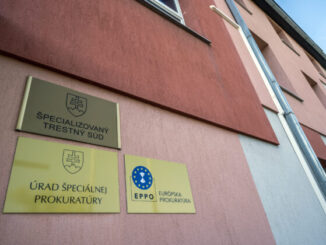 ŠPECIALIZOVANÝ
TRESTNÝ SÚD
ÚRAD ŠPECIÁLNEJ
PROKURATÚRY
EPPO
EURÓPSKA
PROKURATÚRA